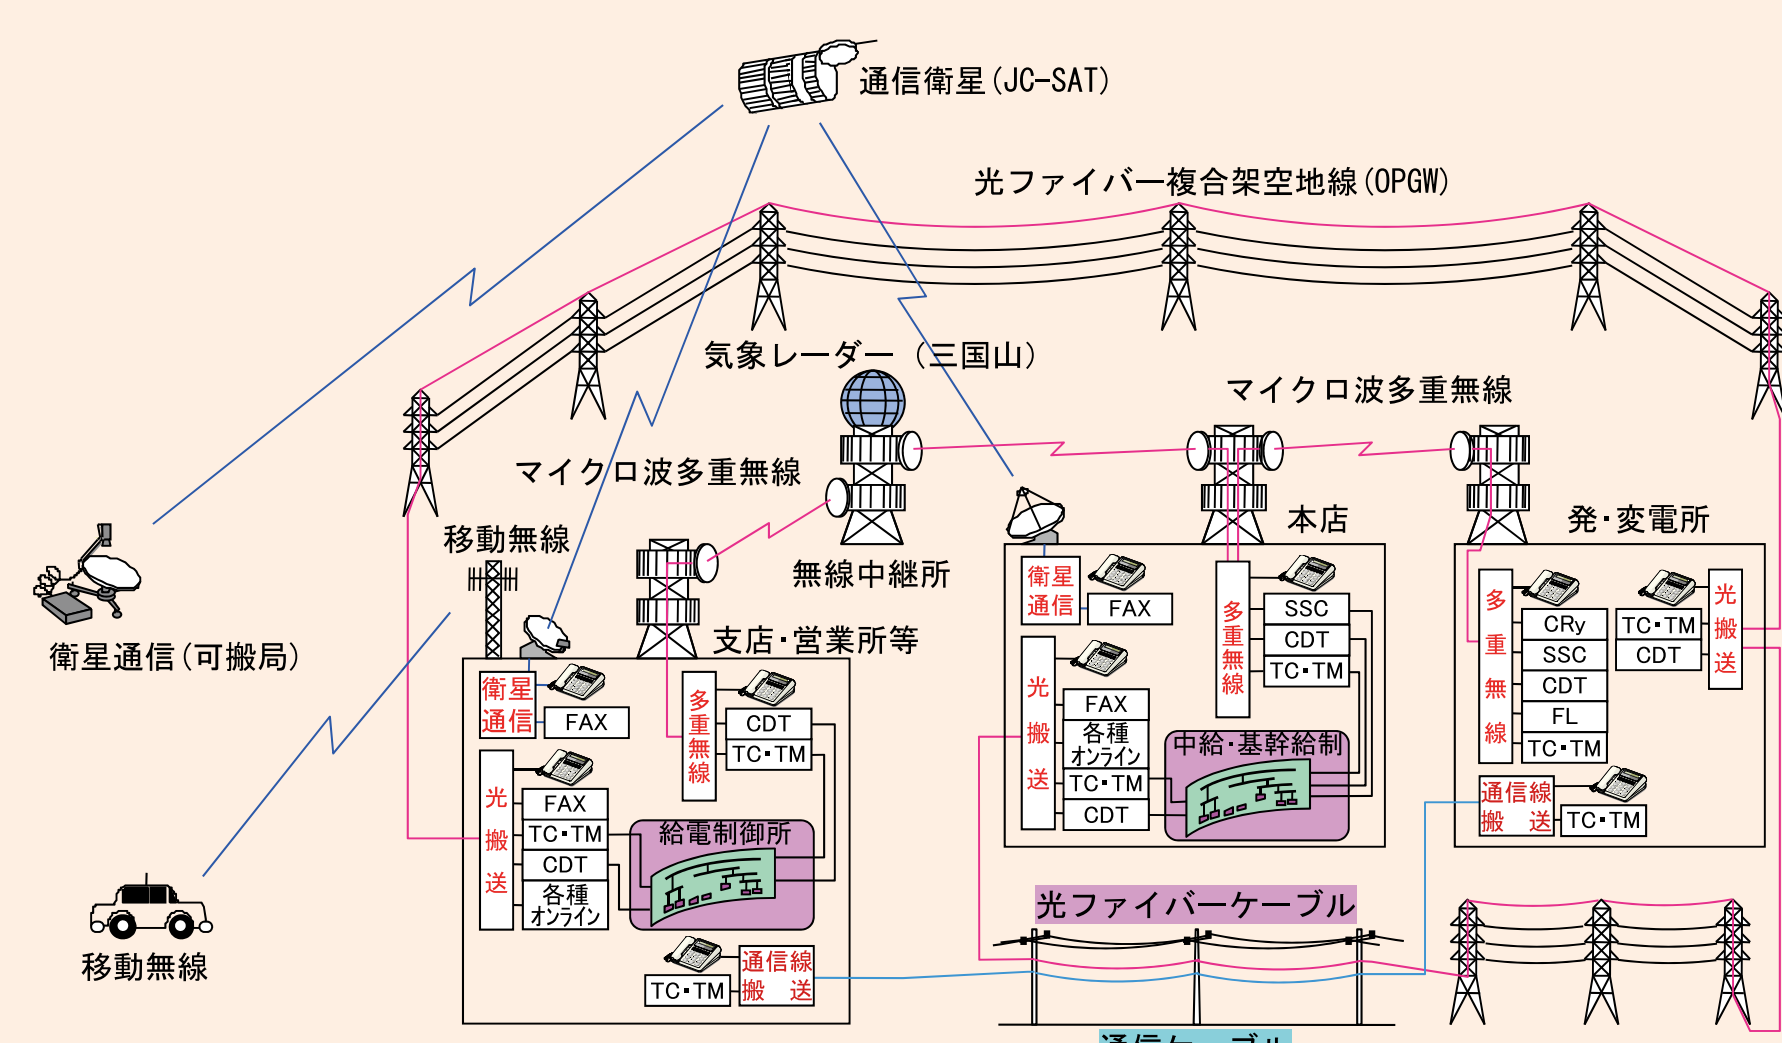 通信衛星(JC-SAT)
光ファイバー複合架空地線(OPGW)
気象レーダー（三国山）
マイクロ波多重無線
マイクロ波多重無線
移動無線
無線中継所
本店
発・変電所
衛星通信(可搬局)
支店・営業所等
衛星
通信
FAX
多重無線
CDT
TC・TM
光搬送
FAX
TC・TM
CDT
各種
オンライン
給電制御所
通信線
搬送
TC・TM
移動無線
衛星
通信
FAX
多重無線
SSC
CDT
TC・TM
光搬送
FAX
各種
オンライン
TC・TM
CDT
中給・基幹給制
多重無線
CRy
SSC
CDT
FL
TC・TM
光搬送
TC・TM
CDT
通信線
搬送
TC・TM
光ファイバーケーブル
通信ケーブル